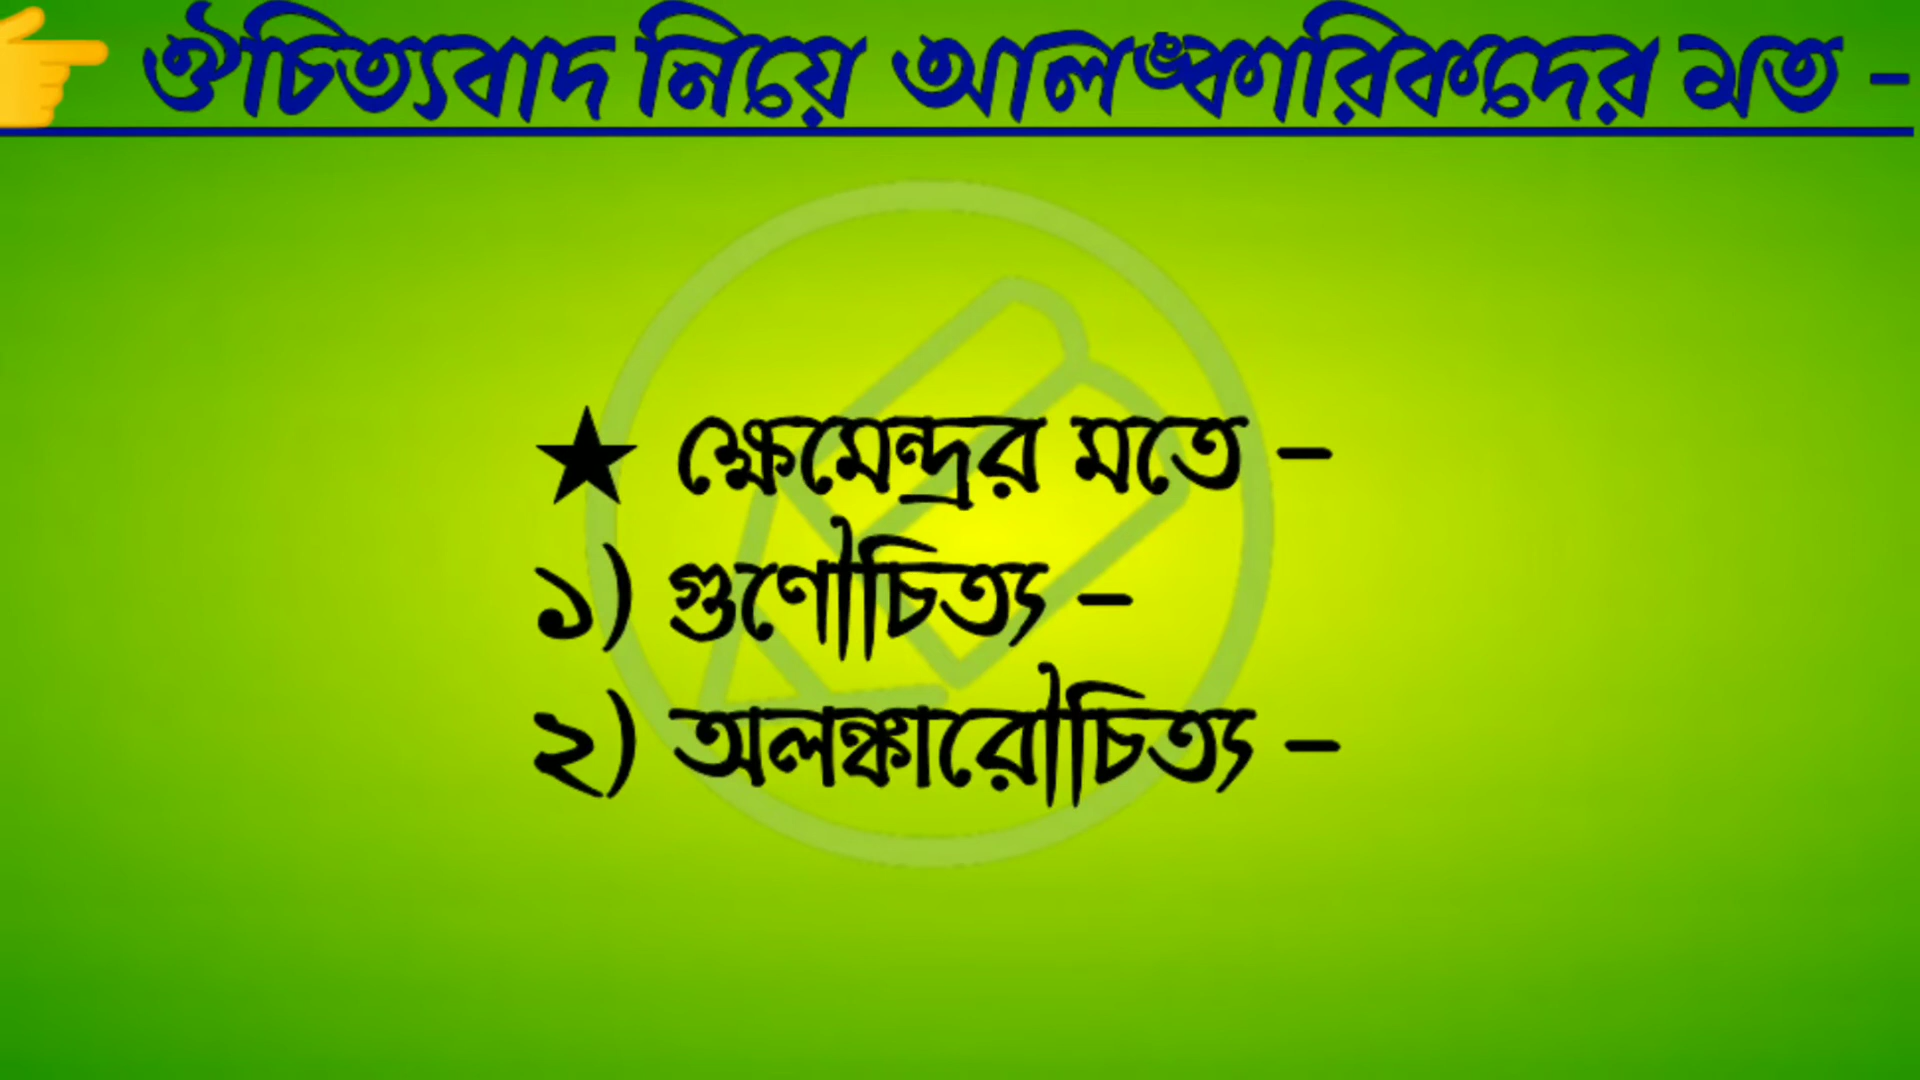 ঔচিত্যবাদ নিয়ে আলঙ্কারিকদের মত –
★ ক্ষেমেন্দ্রর মতে –
১) গুণৌচিত্য –
২) অলঙ্কারৌচিত্য –